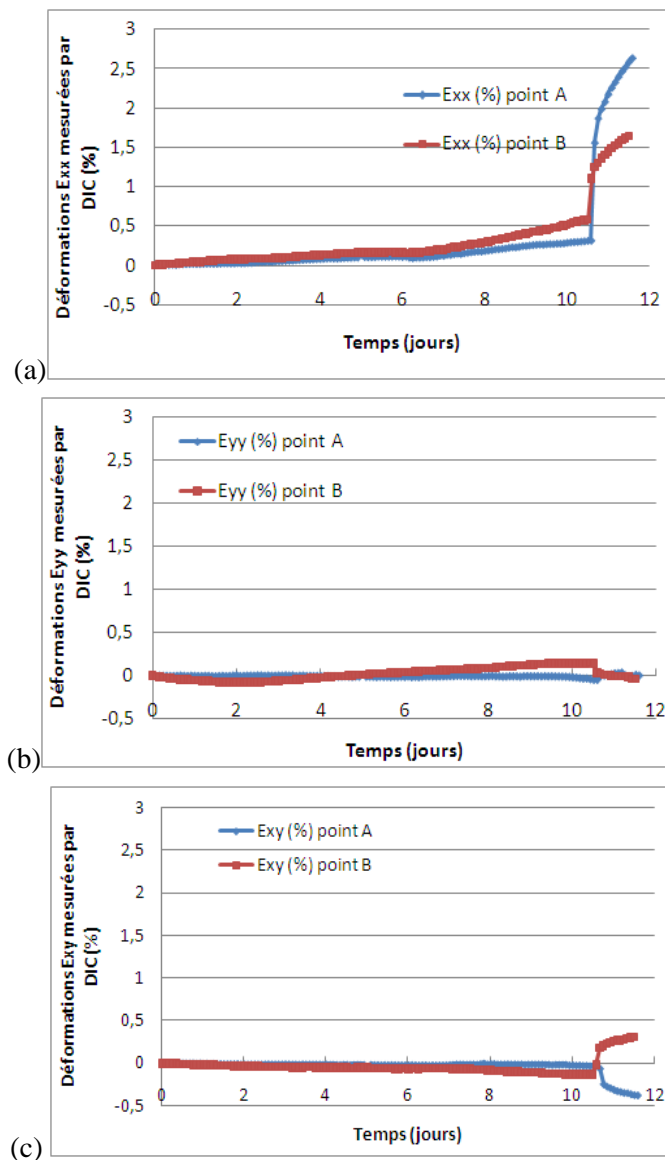 Déformations Exx mesurées par
DIC (%)
3
2,5
2
1,5
1
0,5
0
-0,5
Exx (%) point A
Exx (%) point B
0 2 4 6 8 10 12
Temps (jours)
(a)
Déformations Eyy mesurées par
DIC (%)
3
2,5
2
1,5
1
0,5
0
-0,5
Eyy (%) point A
Eyy (%) point B
0 2 4 6 8 10 12
Temps (jours)
(b)
Déformations Exy mesurées par
DIC (%)
3
2,5
2
1,5
1
0,5
0
-0,5
Exy (%) point A
Exy (%) point B
0 2 4 6 8 10 12
Temps (jours)
(c)